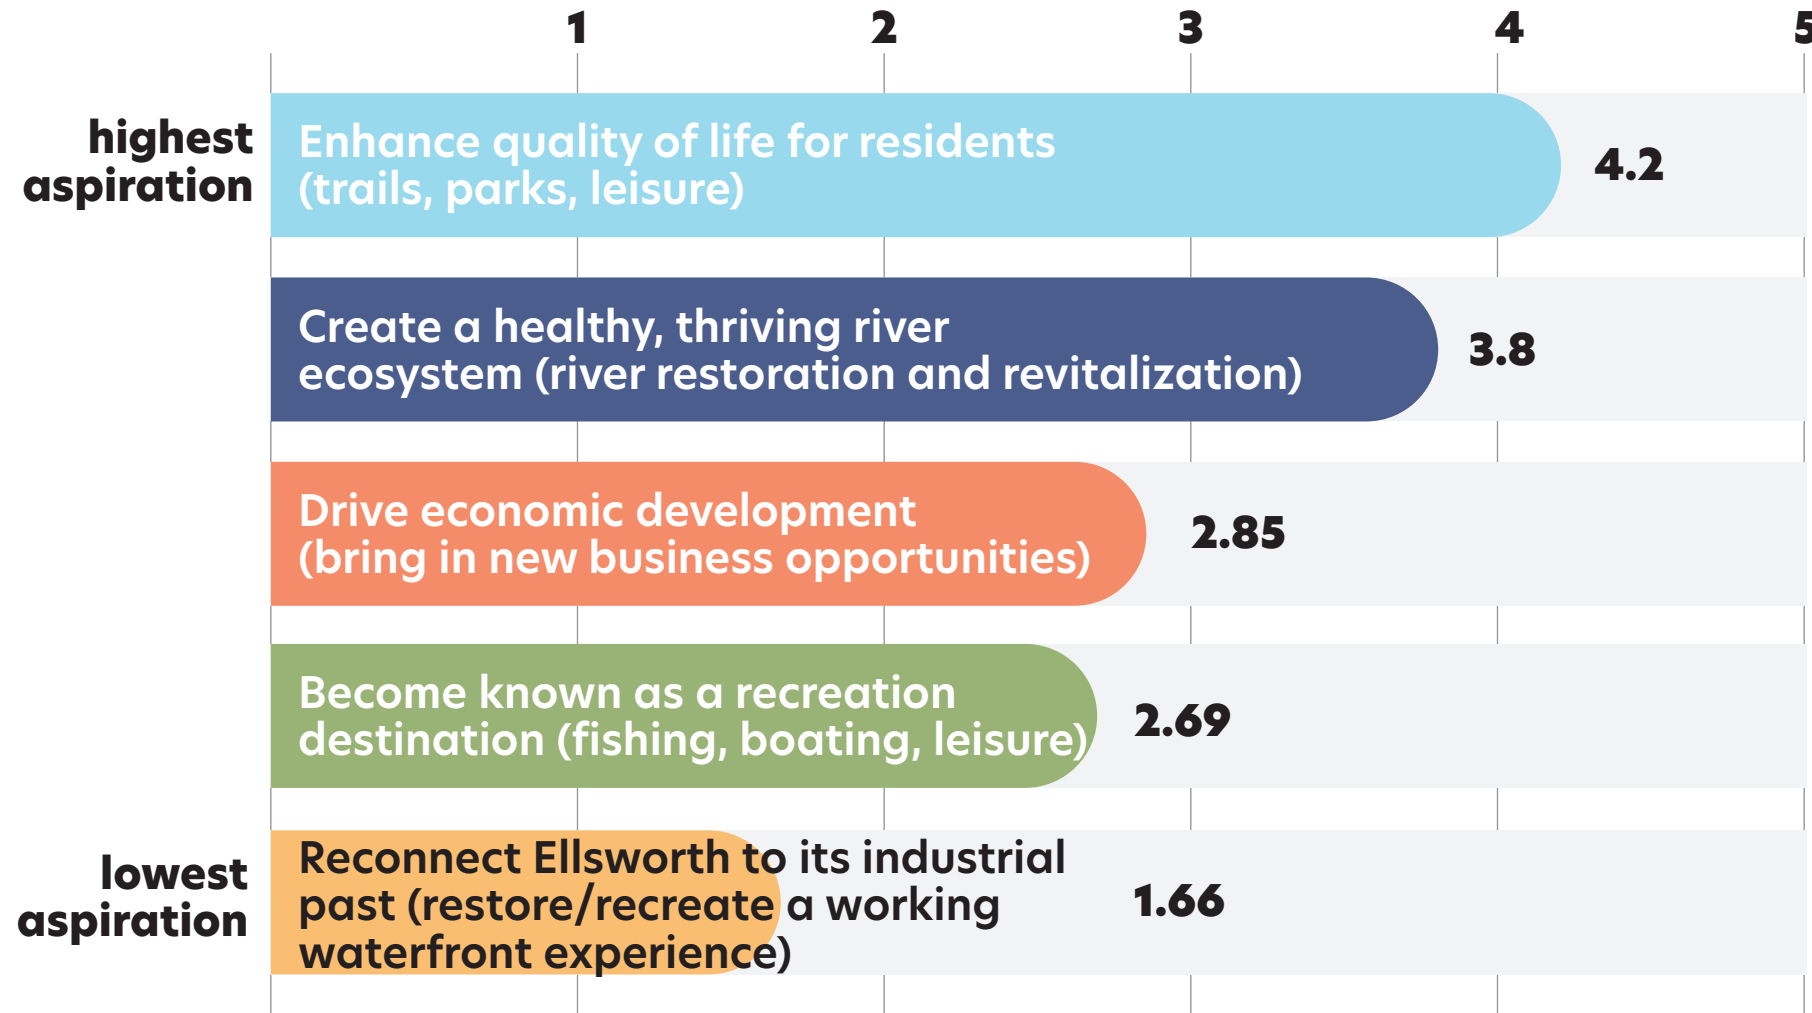 1 2 3 4 5
highest
aspiration
Enhance quality of life for residents
(trails, parks, leisure)
4.2
Create a healthy, thriving river
ecosystem (river restoration and revitalization)
3.8
Drive economic development
(bring in new business opportunities)
2.85
Become known as a recreation
destination (fishing, boating, leisure)
2.69
lowest
aspiration
Reconnect Ellsworth to its industrial
past (restore/recreate a working
waterfront experience)
1.66